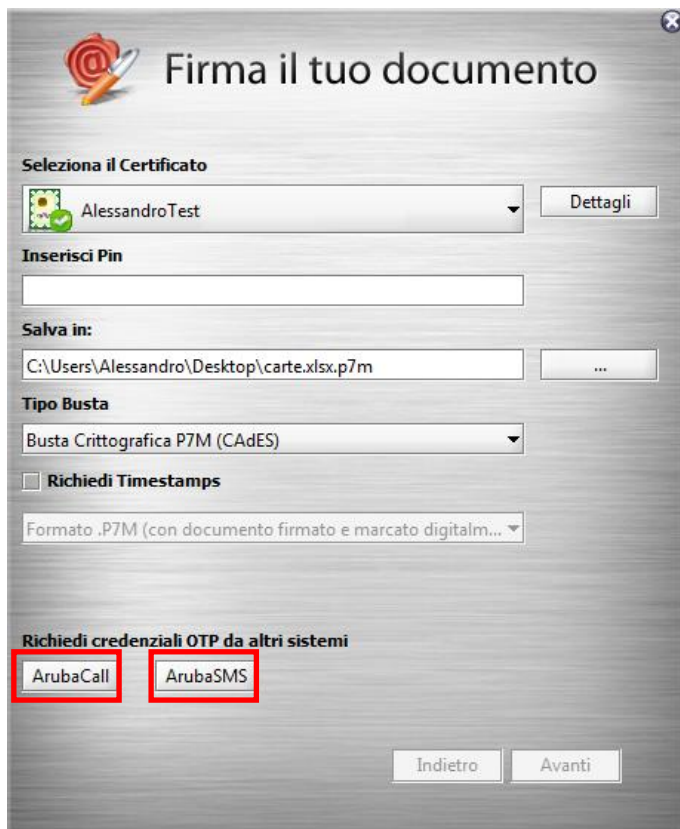 Firma il tuo documento
Seleziona il Certificato
AlessandroTest
Dettagli
Inserisci Pin
Salva in:
C:\Users\Alessandro\Desktop\carte.xlsx.p7m
...
Tipo Busta
Busta Crittografica P7M (CAdES)
Richiedi Timestamps
Formato .P7M (con documento firmato e marcato digitalm...
Richiedi credenziali OTP da altri sistemi
ArubaCall
ArubaSMS
Indietro
Avanti